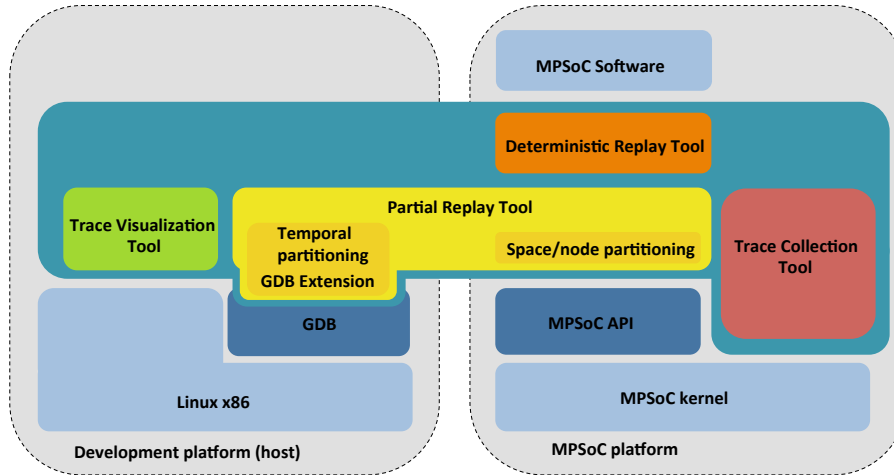 MPSoC Software
Deterministic Replay Tool
Partial Replay Tool
Trace Visualization
Tool
Temporal
partitioning
GDB Extension
Space/node partitioning
Trace Collection
Tool
GDB
MPSoC API
Linux x86
MPSoC kernel
Development platform (host)
MPSoC platform